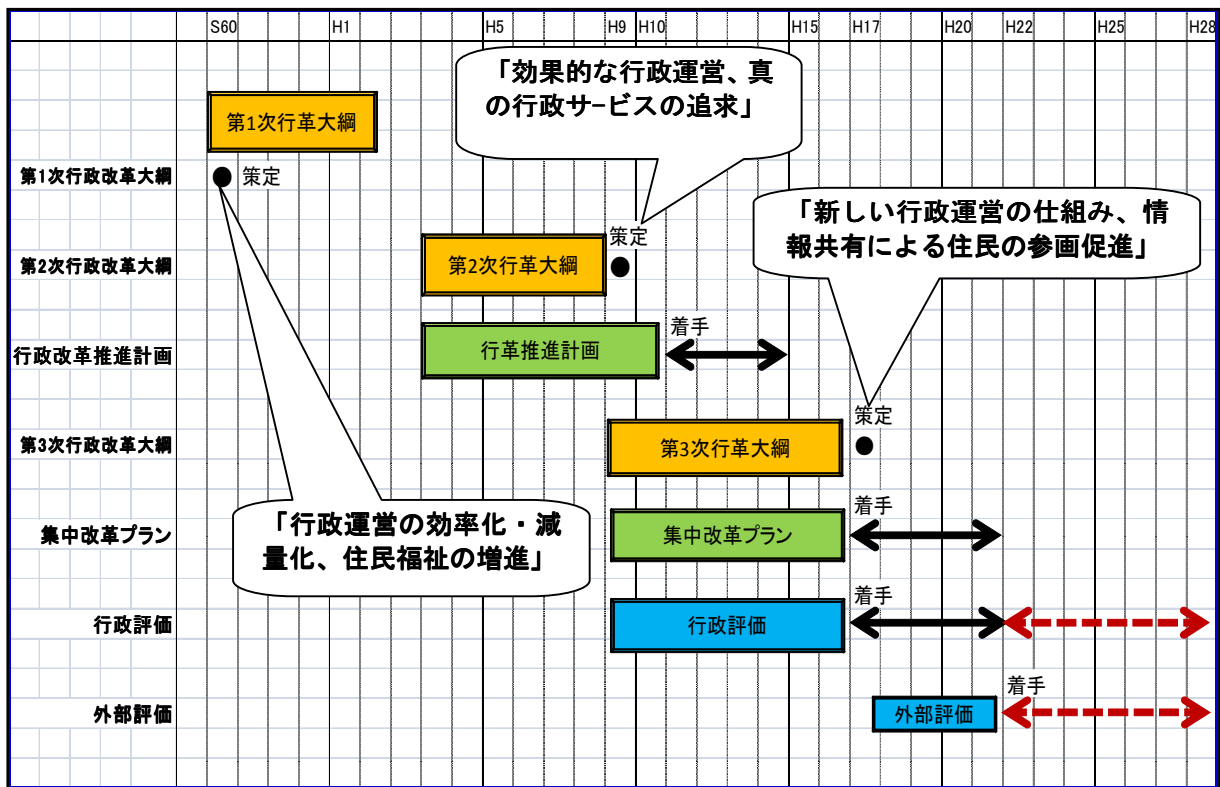 S60 H1 H5 H9 H10 H15 H17 H20 H22 H25 H28
「効果的な行政運営、真
の行政サービスの追求」
第1次行革大綱
第1次行政改革大綱
策定
「新しい行政運営の仕組み、情
報共有による住民の参画促進」
第2次行政改革大綱
第2次行革大綱
策定
行政改革推進計画
行革推進計画
着手
第3次行政改革大綱
第3次行革大綱
策定
「行政運営の効率化・減
量化、住民福祉の増進」
集中改革プラン
集中改革プラン
着手
行政評価
行政評価
着手
外部評価
外部評価
着手